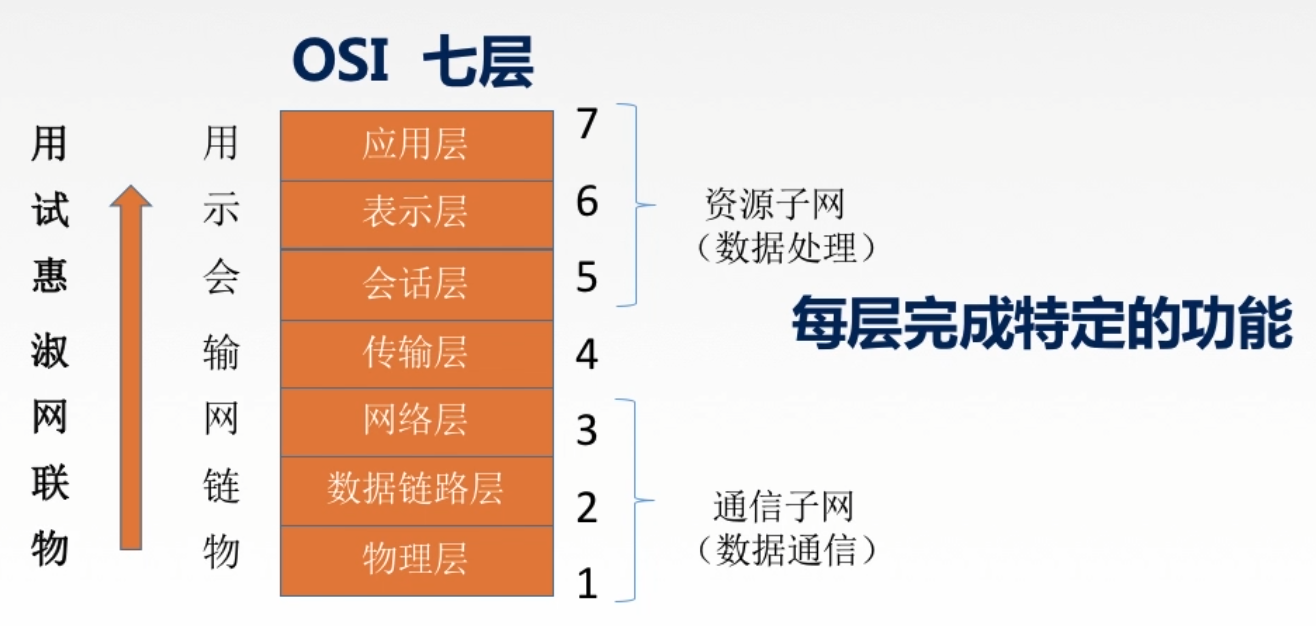 OSI 七层
用 用 应用层 7
试 示 表示层 6
资源子网
（数据处理）
惠 会 会话层 5
每层完成特定的功能
淑 输 传输层 4
网 网 网络层 3
联 链 数据链路层 2
通信子网
（数据通信）
物 物 物理层 1